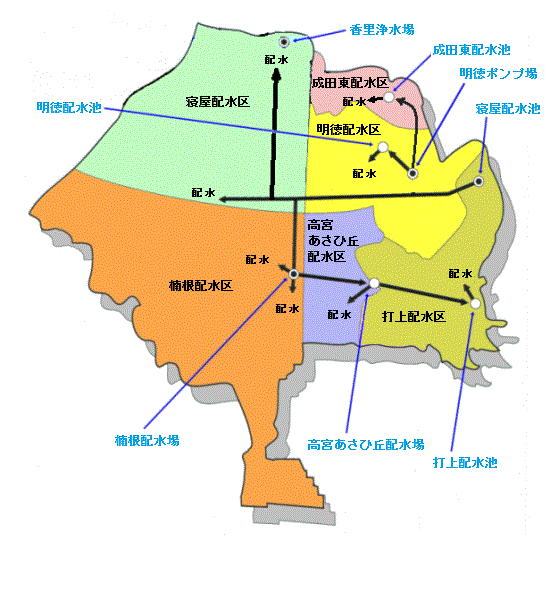 香里浄水場
成田東配水池
明徳ポンプ場
配水
成田東配水区
寝屋配水区
配水
明徳配水池
寝屋配水池
明徳配水区
配水
配水
高宮
あさひ丘
配水区
配水
配水
楠根配水区
配水
配水
打上配水区
楠根配水場
高宮あさひ丘配水場
打上配水池